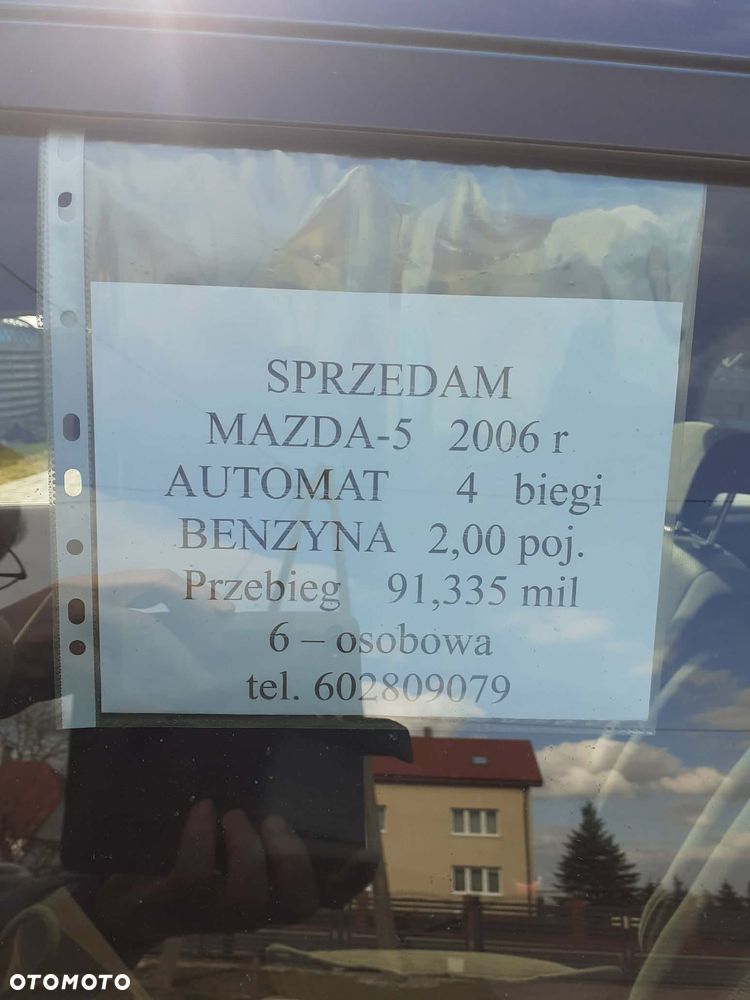 SPRZEDAM
MAZDA-5 2006 r
AUTOMAT 4 biegi
BENZYNA 2,00 poj.
Przebieg 91,335 mil
6 – osobowa
tel. 602809079
OTOMOTO